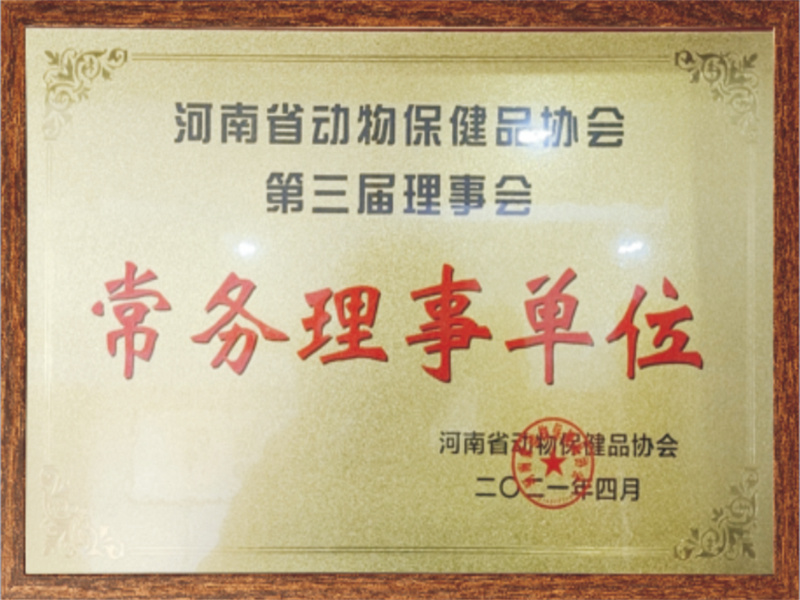 河南省动物保健品协会
第三届理事会
常务理事单位
河南省动物保健品协会
二〇二一年四月